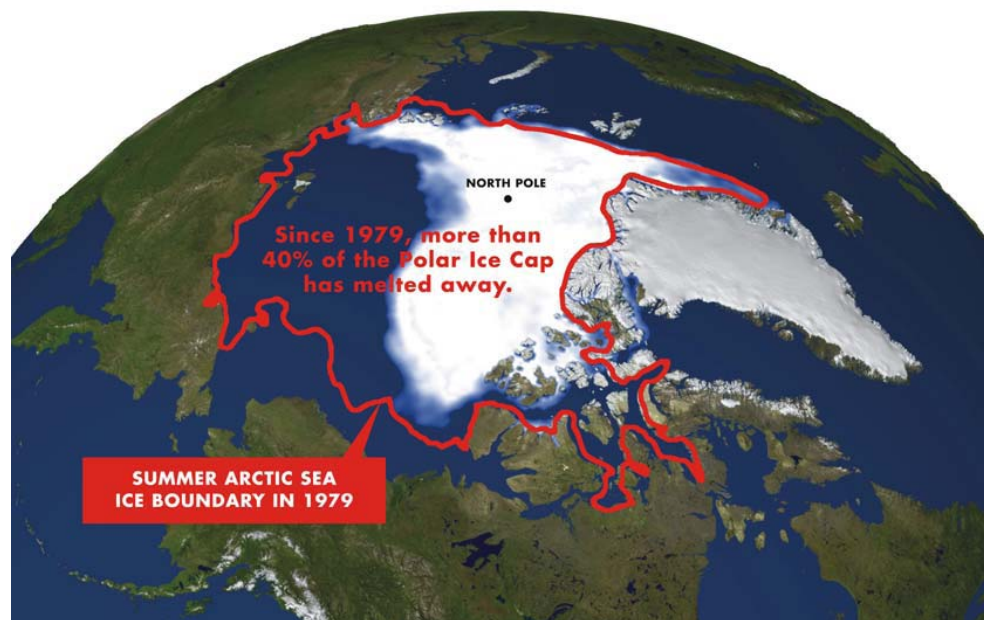 NORTH POLE
Since 1979, more than
40% of the Polar Ice Cap
has melted away.
SUMMER ARCTIC SEA
ICE BOUNDARY IN 1979